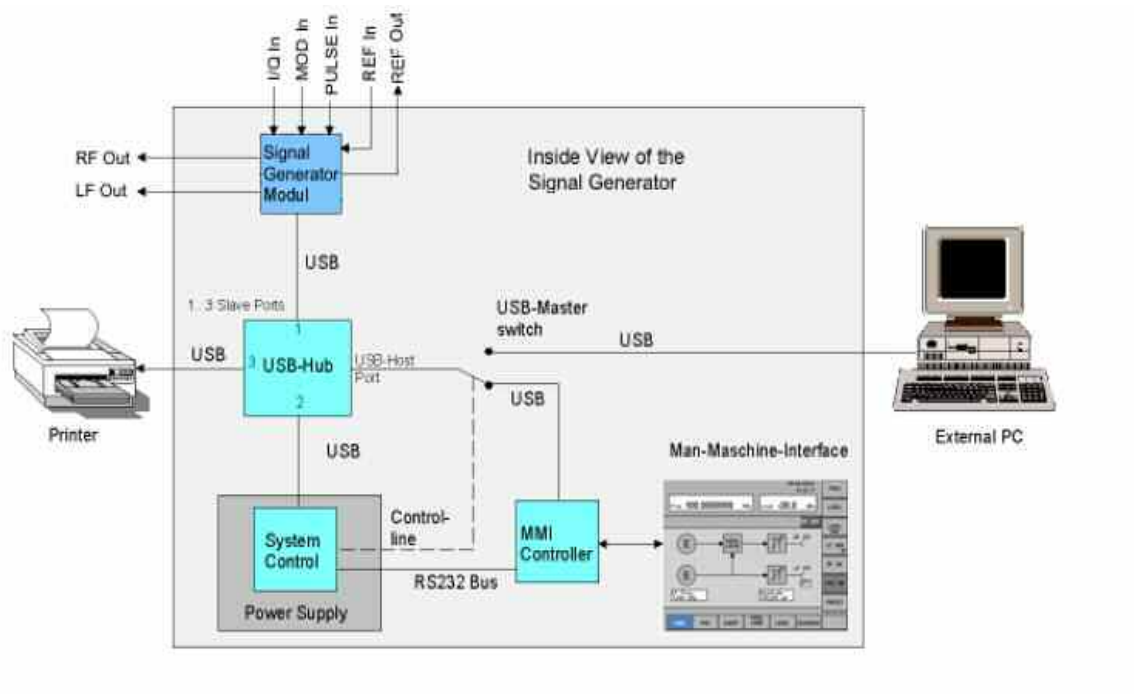 I/Q In
MOD In
PULSE In
REF In
REF Out
RF Out
LF Out
Signal
Generator
Modul
Inside View of the
Signal Generator
USB
1..3 Slave Ports
1
USB-Master
switch
USB
USB
3
USB-Hub
USB-Host
Port
USB
2
Printer
External PC
USB
Man-Maschine-Interface
System
Control
Control-
line
MMI
Controller
RS232 Bus
Power Supply